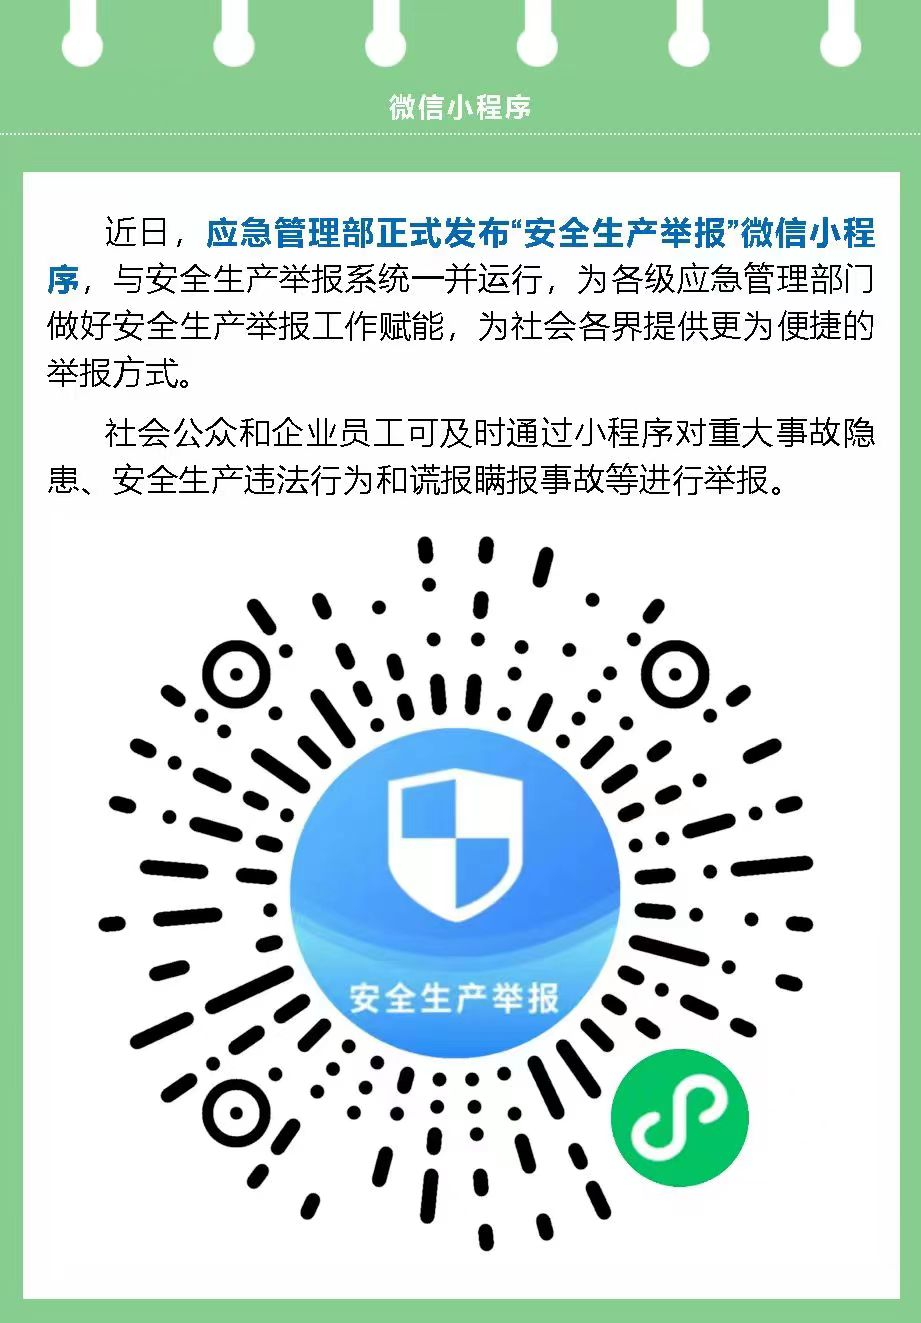 微信小程序
近日，应急管理部正式发布“安全生产举报”微信小程
序，与安全生产举报系统一并运行，为各级应急管理部门
做好安全生产举报工作赋能，为社会各界提供更为便捷的
举报方式。
社会公众和企业员工可及时通过小程序对重大事故隐
患、安全生产违法行为和谎报瞒报事故等进行举报。
安全生产举报